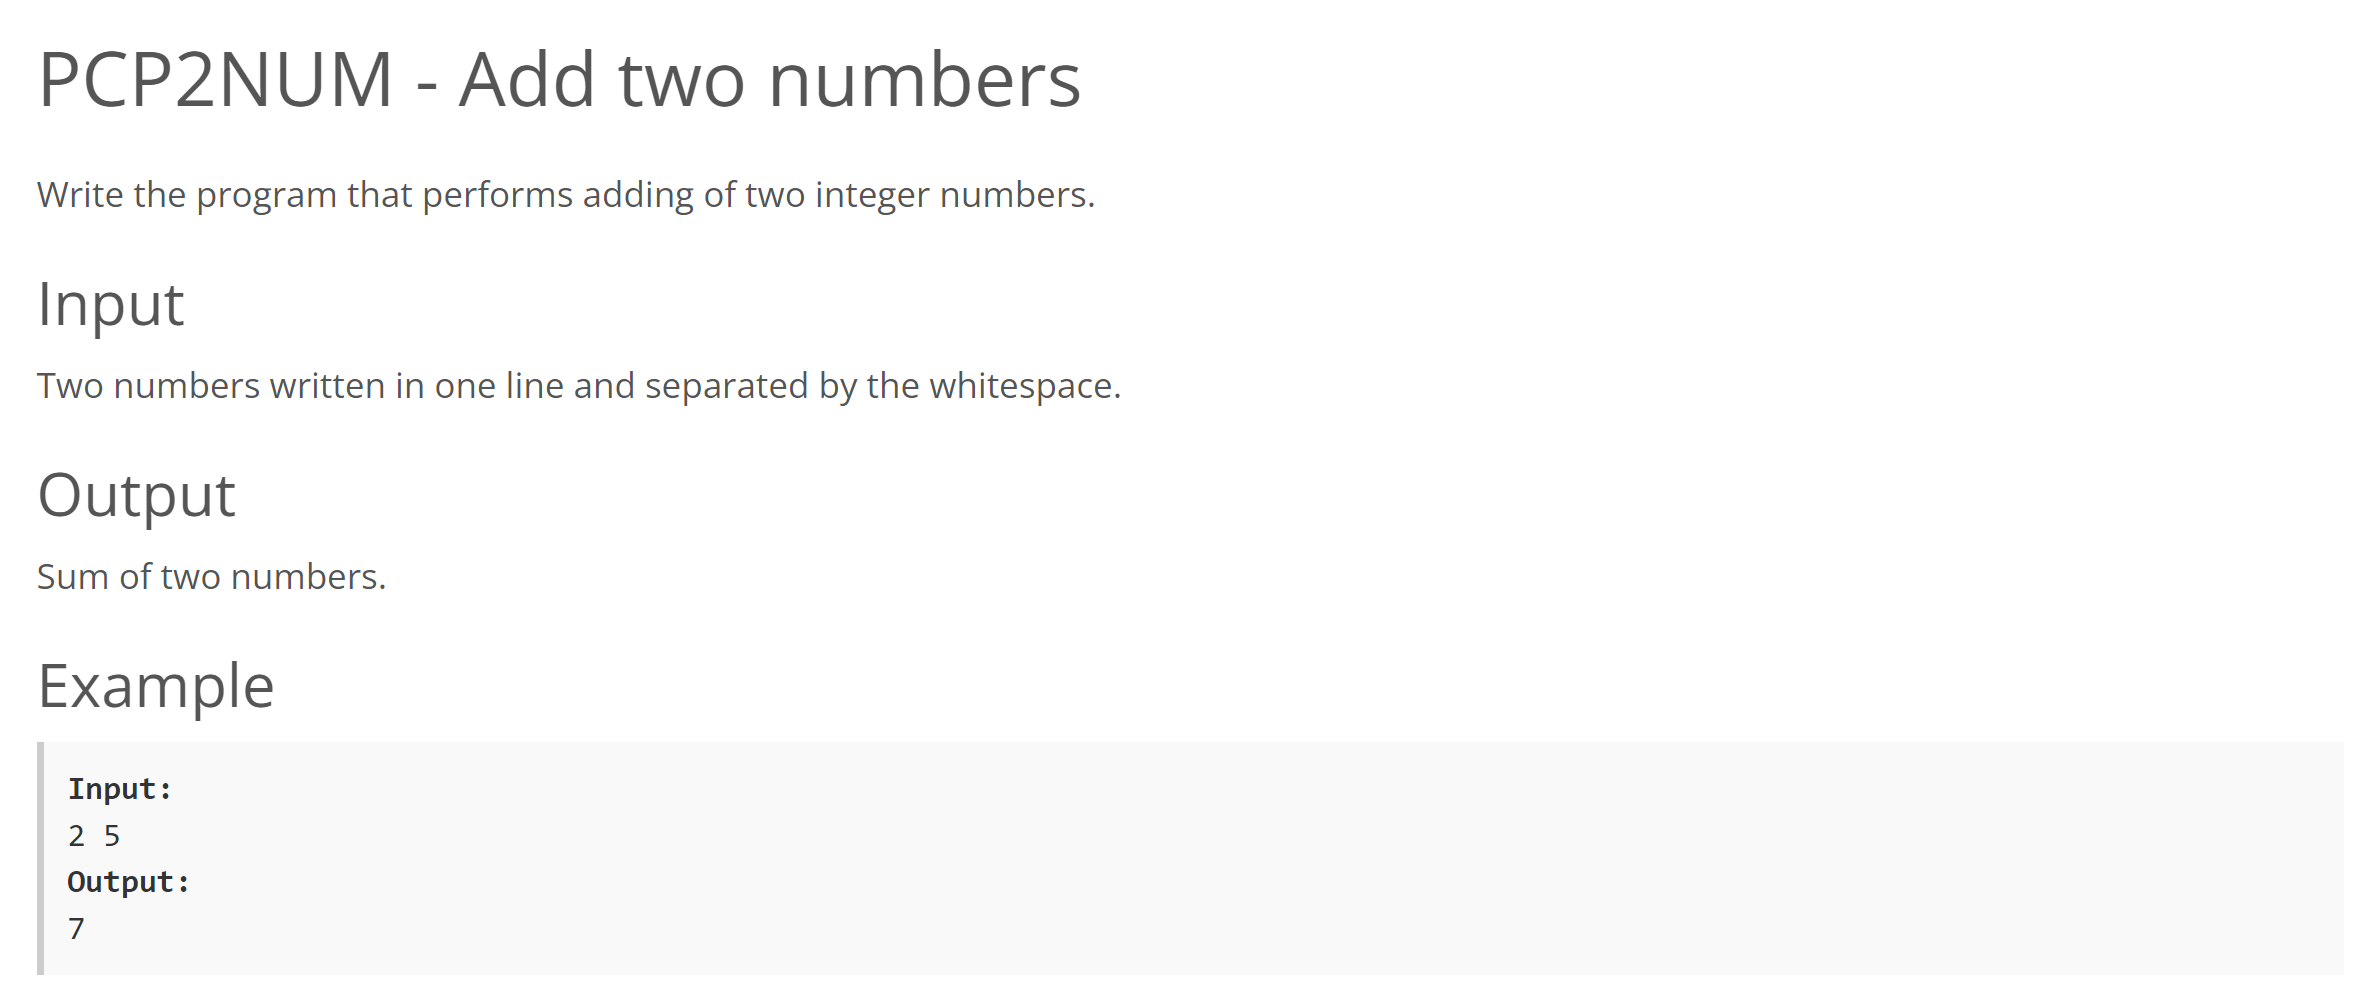 PCP2NUM - Add two numbers
Write the program that performs adding of two integer numbers.
Input
Two numbers written in one line and separated by the whitespace.
Output
Sum of two numbers.
Example
Input:
2 5
Output:
7